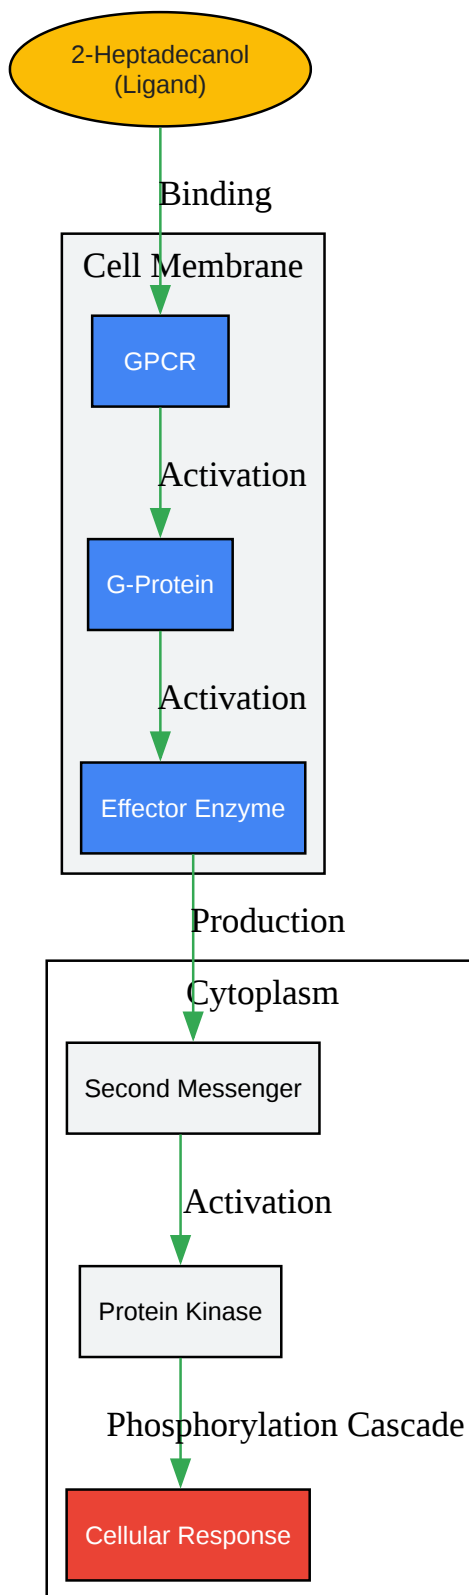 2-Heptadecanol
(Ligand)
Binding
Cell Membrane
GPCR
Activation
G-Protein
Activation
Effector Enzyme
Production
Cytoplasm
Second Messenger
Activation
Protein Kinase
Phosphorylation Cascade
Cellular Response